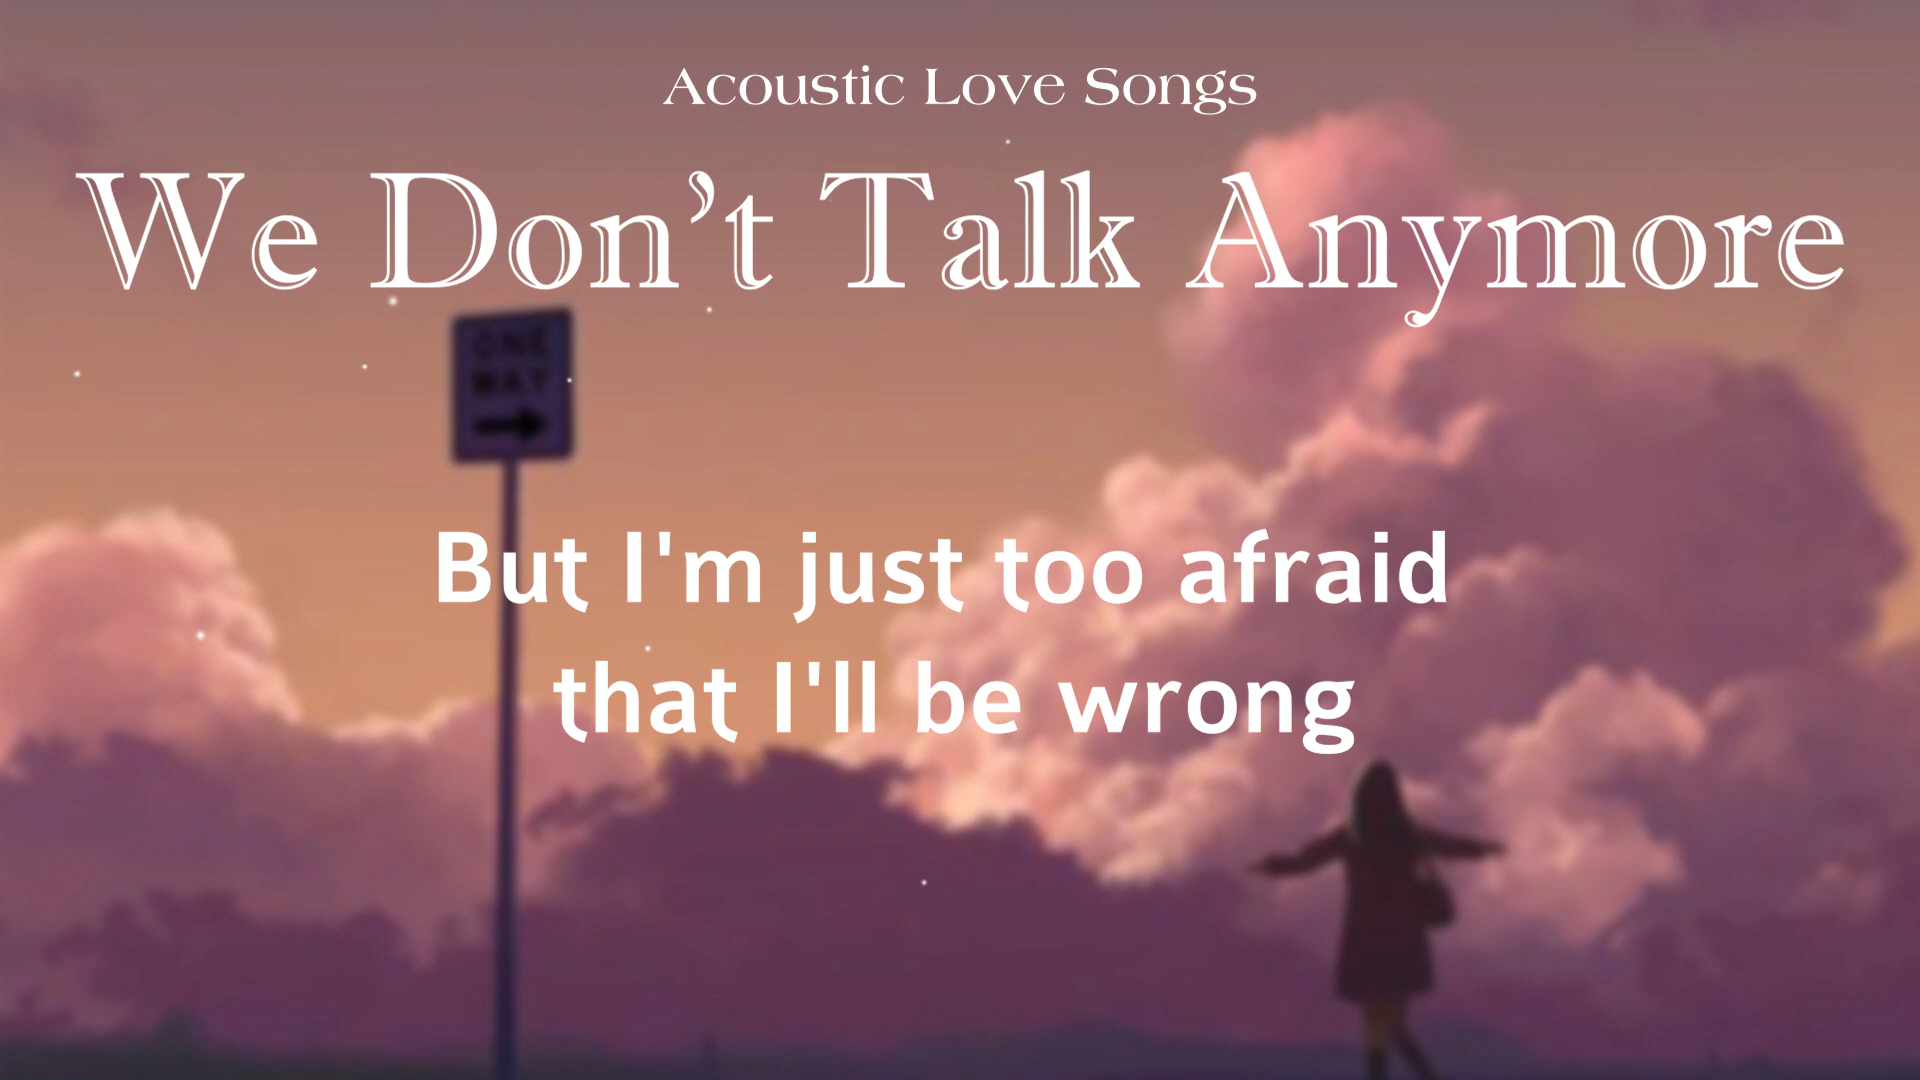 Acoustic Love Songs
We Don’t Talk Anymore
ONE
WAY
But I'm just too afraid
that I'll be wrong